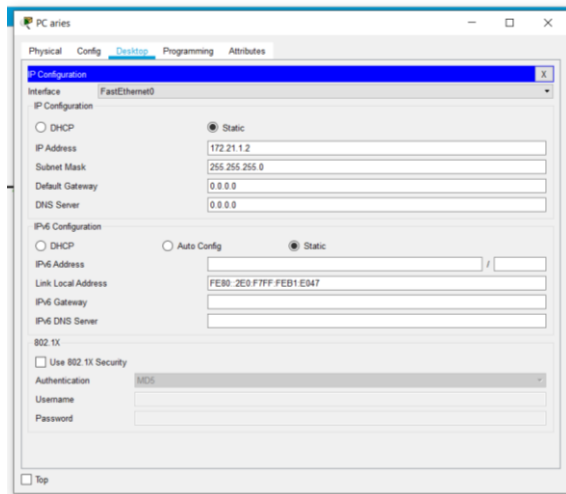 PC aries
Physical Config Desktop Programming Attributes
IP Configuration X
Interface FastEthernet0
IP Configuration
DHCP Static
IP Address 172.21.1.2
Subnet Mask 255.255.255.0
Default Gateway 0.0.0.0
DNS Server 0.0.0.0
IPv6 Configuration
DHCP Auto Config Static
IPv6 Address /
Link Local Address FE80::2E0:F7FF:FEB1:E047
IPv6 Gateway
IPv6 DNS Server
802.1X
Use 802.1X Security
Authentication MD5
Username
Password
Top